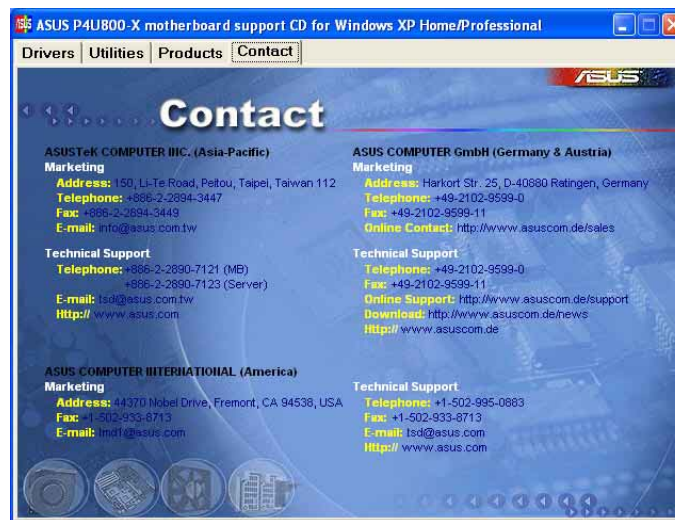 ASUS P4U800-X motherboard support CD for Windows XP Home/Professional
Drivers Utilities Products Contact
ASUS
Contact
ASUSTeK COMPUTER INC. (Asia-Pacific)
Marketing
Address: 150, Li-Te Road, Peitou, Taipei, Taiwan 112
Telephone: +886-2-2894-3447
Fax: +886-2-2894-3449
E-mail: info@asus.com.tw
Technical Support
Telephone: +886-2-2890-7121 (MB)
+886-2-2890-7123 (Server)
E-mail: tsd@asus.com.tw
Http:// www.asus.com
ASUS COMPUTER GmbH (Germany & Austria)
Marketing
Address: Harkort Str. 25, D-40880 Ratingen, Germany
Telephone: +49-2102-9599-0
Fax: +49-2102-9599-11
Online Contact: http://www.asuscom.de/sales
Technical Support
Telephone: +49-2102-9599-0
Fax: +49-2102-9599-11
Online Support: http://www.asuscom.de/support
Download: http://www.asuscom.de/news
Http:// www.asuscom.de
ASUS COMPUTER INTERNATIONAL (America)
Marketing
Address: 44370 Nobel Drive, Fremont, CA 94538, USA
Fax: +1-502-933-8713
E-mail: tmd1@asus.com
Technical Support
Telephone: +1-502-995-0883
Fax: +1-502-933-8713
E-mail: tsd@asus.com
Http:// www.asus.com